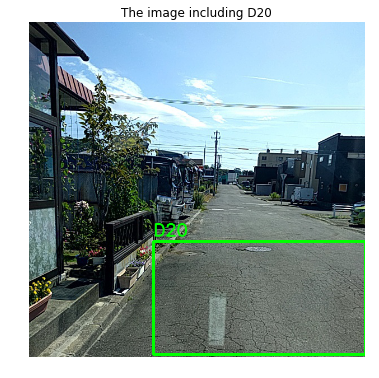 The image including D20
D20